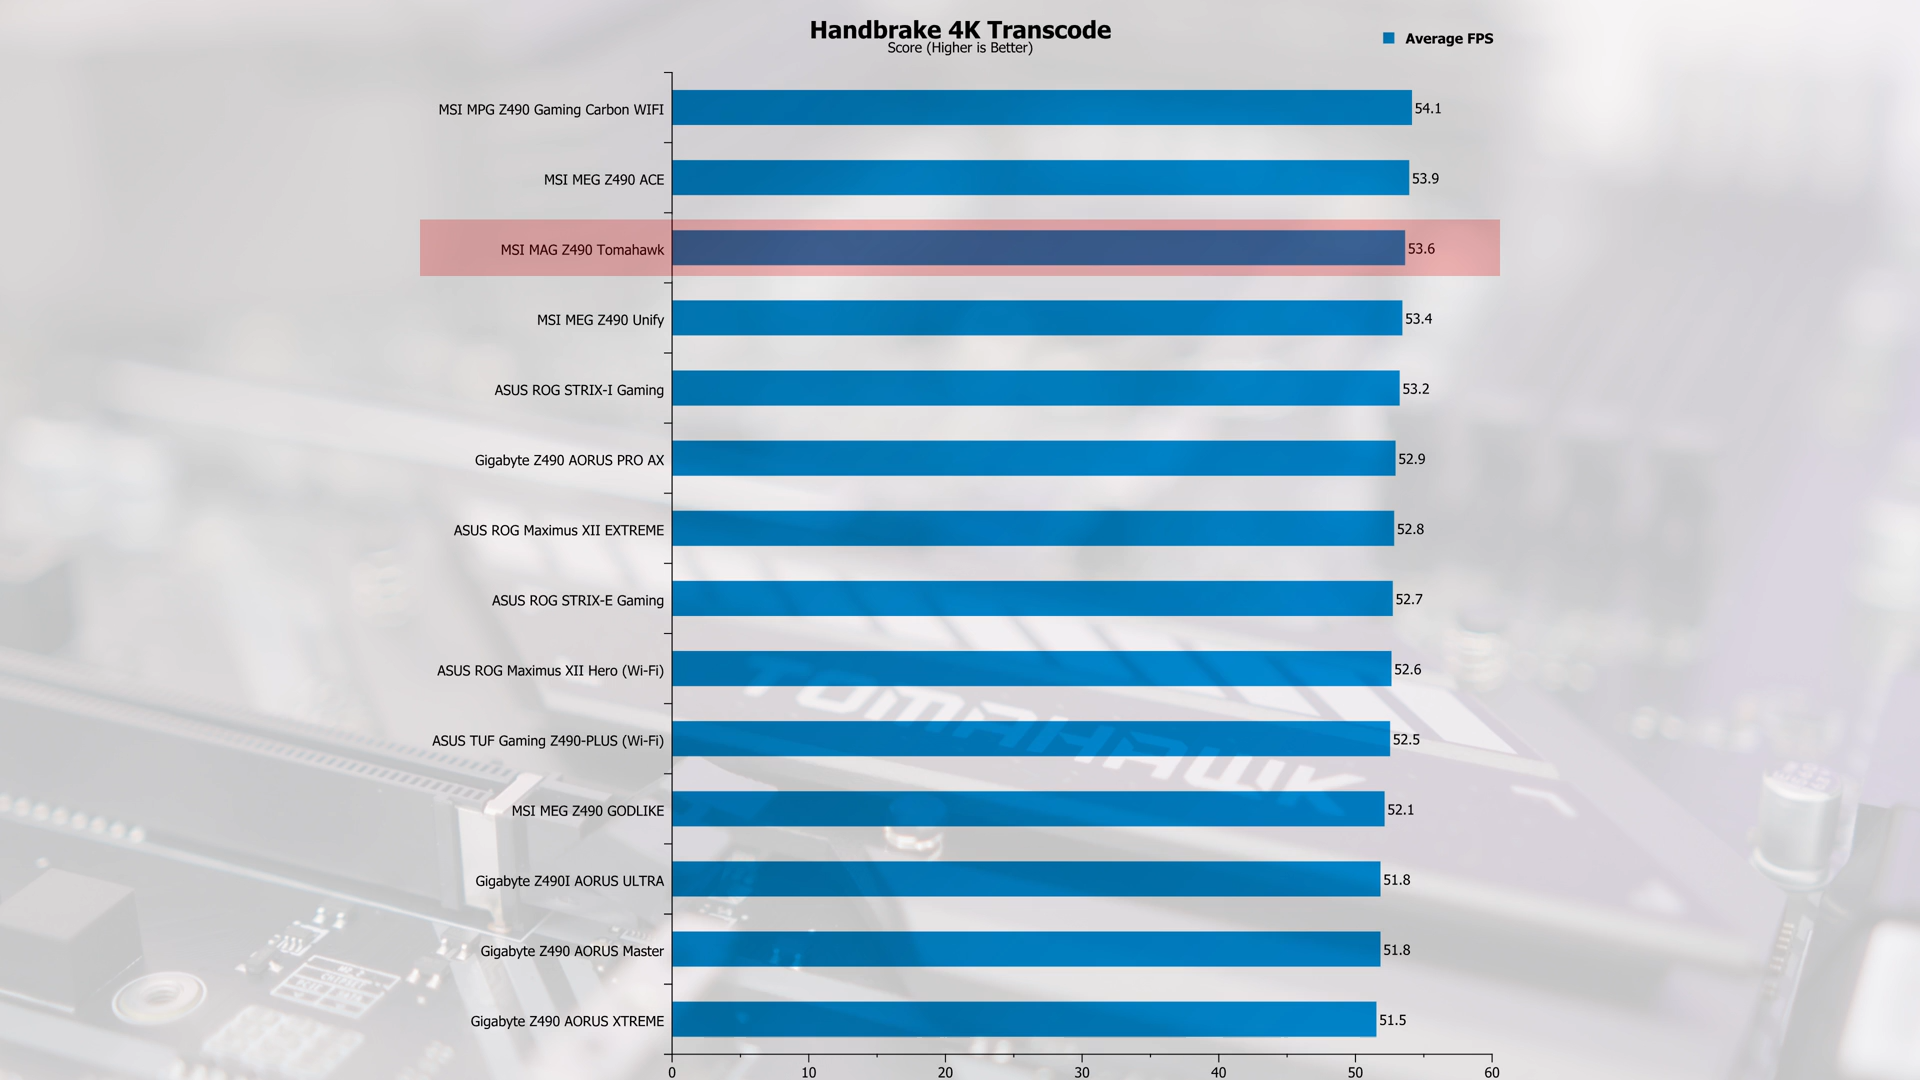 Handbrake 4K Transcode
Score (Higher is Better)
Average FPS
MSI MPG Z490 Gaming Carbon WIFI 54.1
MSI MEG Z490 ACE 53.9
MSI MAG Z490 Tomahawk 53.6
MSI MEG Z490 Unify 53.4
ASUS ROG STRIX-I Gaming 53.2
Gigabyte Z490 AORUS PRO AX 52.9
ASUS ROG Maximus XII EXTREME 52.8
ASUS ROG STRIX-E Gaming 52.7
ASUS ROG Maximus XII Hero (Wi-Fi) 52.6
TOMAHAWK
ASUS TUF Gaming Z490-PLUS (Wi-Fi) 52.5
MSI MEG Z490 GODLIKE 52.1
Gigabyte Z490I AORUS ULTRA 51.8
Gigabyte Z490 AORUS Master 51.8
Gigabyte Z490 AORUS XTREME 51.5
0 10 20 30 40 50 60